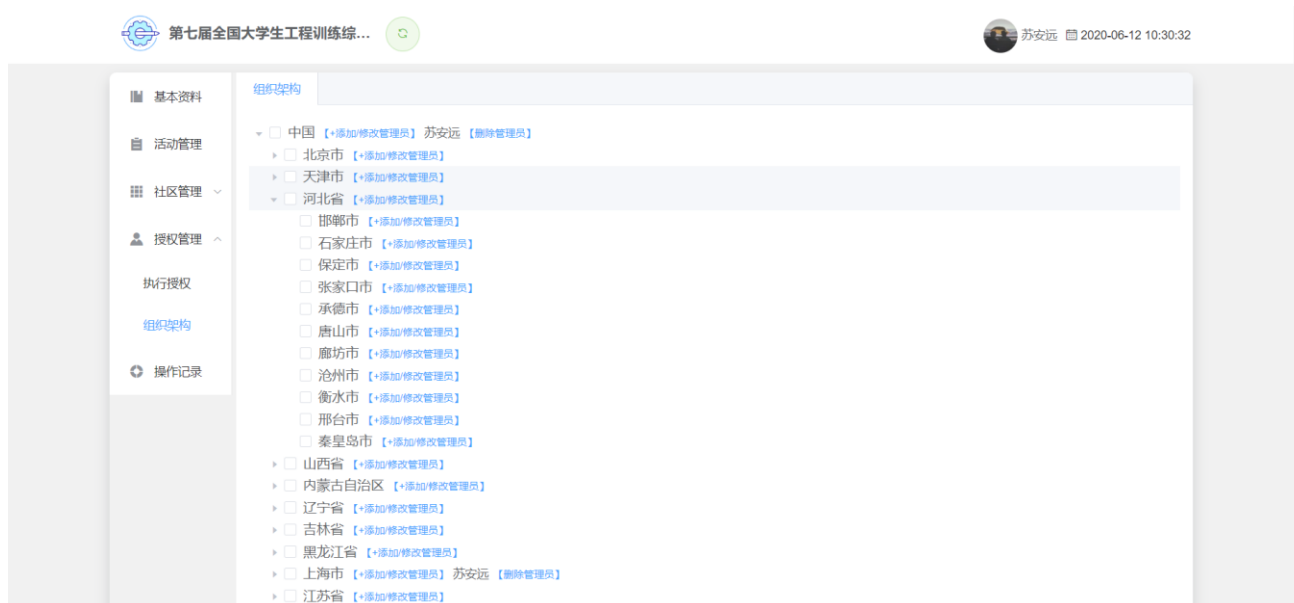 第七届全国大学生工程训练综...
苏安远 2020-06-12 10:30:32
基本资料
活动管理
社区管理
授权管理
执行授权
组织架构
操作记录
组织架构
中国 【+添加/修改管理员】 苏安远 【删除管理员】
北京市 【+添加/修改管理员】
天津市 【+添加/修改管理员】
河北省 【+添加/修改管理员】
邯郸市 【+添加/修改管理员】
石家庄市 【+添加/修改管理员】
保定市 【+添加/修改管理员】
张家口市 【+添加/修改管理员】
承德市 【+添加/修改管理员】
唐山市 【+添加/修改管理员】
廊坊市 【+添加/修改管理员】
沧州市 【+添加/修改管理员】
衡水市 【+添加/修改管理员】
邢台市 【+添加/修改管理员】
秦皇岛市 【+添加/修改管理员】
山西省 【+添加/修改管理员】
内蒙古自治区 【+添加/修改管理员】
辽宁省 【+添加/修改管理员】
吉林省 【+添加/修改管理员】
黑龙江省 【+添加/修改管理员】
上海市 【+添加/修改管理员】 苏安远 【删除管理员】
江苏省 【+添加/修改管理员】